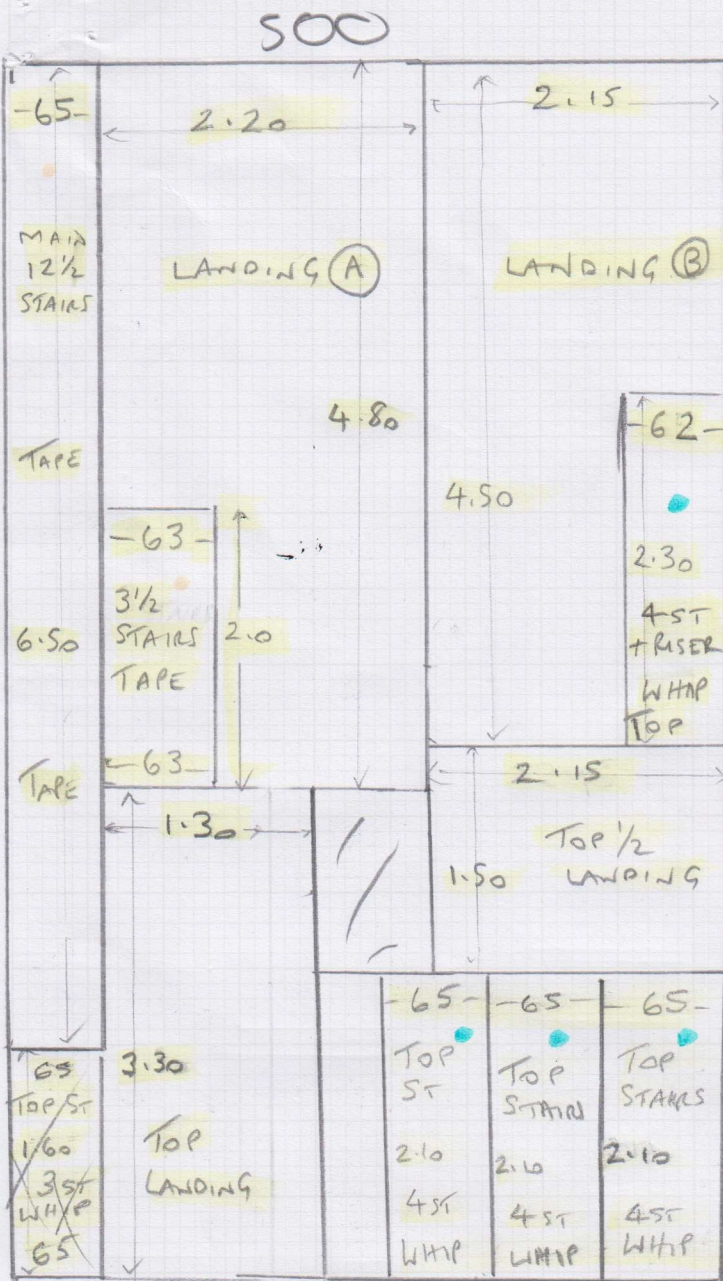 500
-65-
MAIN
12½
STAIRS
TAPE
6.50
TAPE
2.20
LANDING A
4.80
-63-
3½
STAIRS
TAPE
-63-
2.0
2.15
LANDING B
4.50
-62-
2.30
4ST
+RISER
WHIP
TOP
1.30
3.30
TOP
LANDING
2.15
1.50
TOP ½
LANDING
65
TOP ST
1.60
3 ST
WHIP
65
-65-
TOP
ST
2.10
4ST
WHIP
-65-
TOP
STAIRS
2.10
4ST
WHIP
65-
TOP
STAIRS
2.10
4ST
WHIP